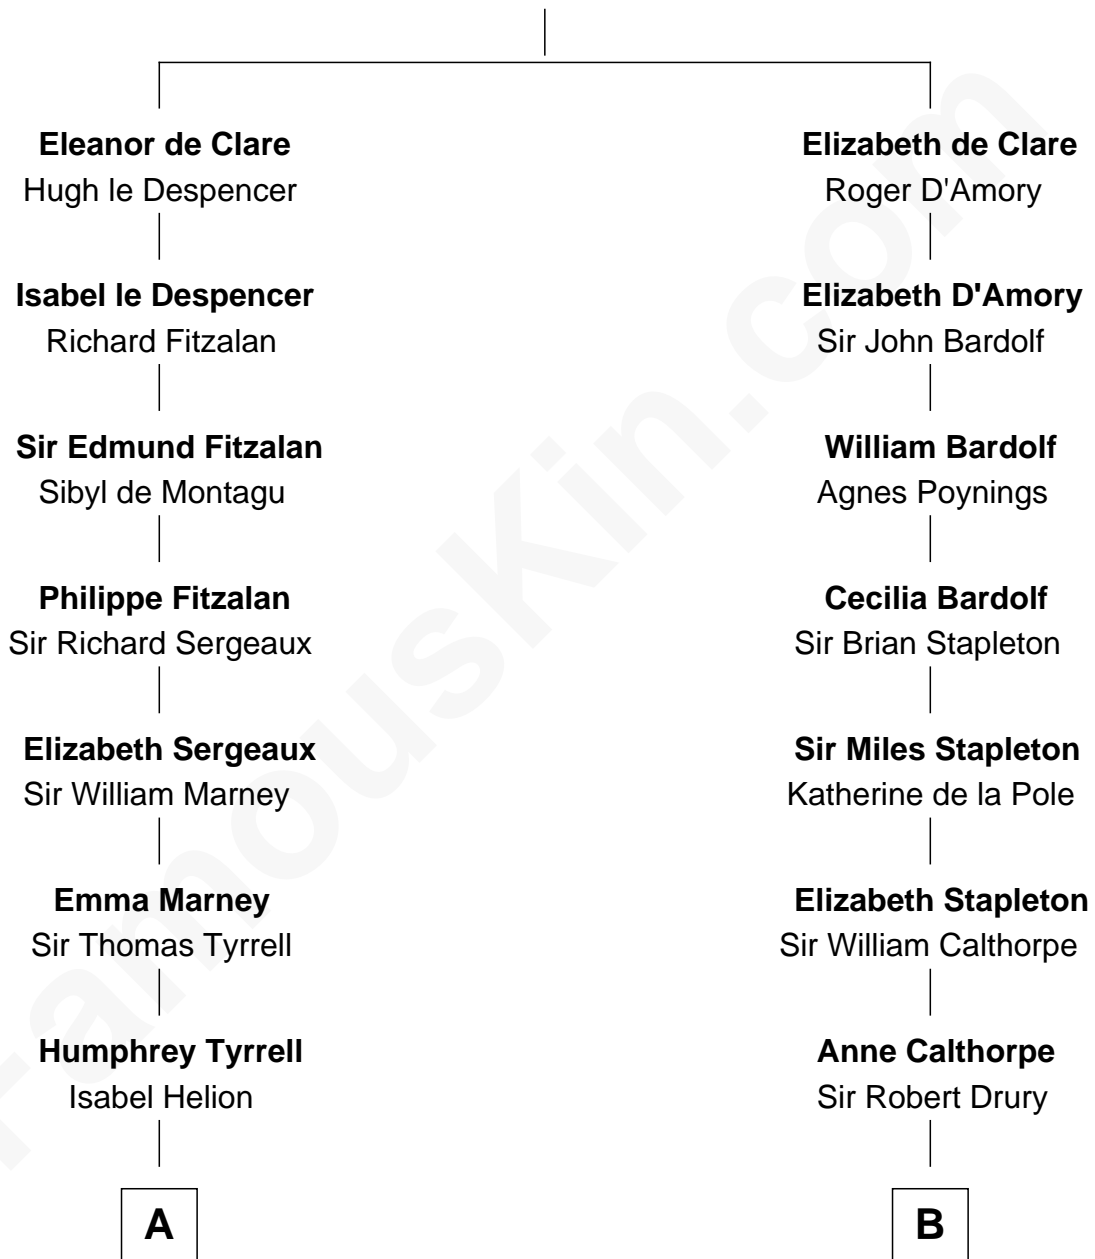 Eleanor de Clare
Hugh le Despencer
Isabel le Despencer
Richard Fitzalan
Sir Edmund Fitzalan
Sibyl de Montagu
Philippe Fitzalan
Sir Richard Sergeaux
Elizabeth Sergeaux
Sir William Marney
Emma Marney
Sir Thomas Tyrrell
Humphrey Tyrrell
Isabel Helion
A
Elizabeth de Clare
Roger D'Amory
Elizabeth D'Amory
Sir John Bardolf
William Bardolf
Agnes Poynings
Cecilia Bardolf
Sir Brian Stapleton
Sir Miles Stapleton
Katherine de la Pole
Elizabeth Stapleton
Sir William Calthorpe
Anne Calthorpe
Sir Robert Drury
B
FamousKin.com